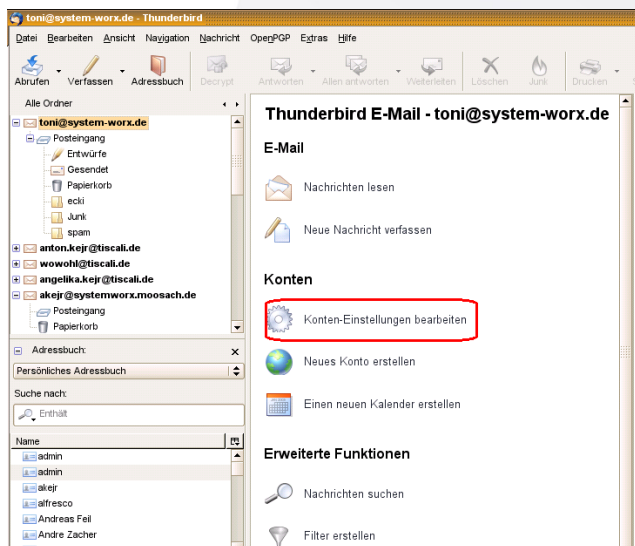 toni@system-worx.de - Thunderbird
Datei Bearbeiten Ansicht Navigation Nachricht OpenPGP Extras Hilfe
Abrufen Verfassen Adressbuch Decrypt Antworten Allen antworten Weiterleiten Löschen Junk Drucken
Alle Ordner
toni@system-worx.de
Posteingang
Entwürfe
Gesendet
Papierkorb
ecki
Junk
spam
anton.kejr@tiscali.de
wowohl@tiscali.de
angelika.kejr@tiscali.de
akejr@systemworx.moosach.de
Posteingang
Papierkorb
Adressbuch:
Persönliches Adressbuch
Suche nach:
Enthält
Name
admin
admin
akejr
alfresco
Andreas Feil
Andre Zacher
Thunderbird E-Mail - toni@system-worx.de
E-Mail
Nachrichten lesen
Neue Nachricht verfassen
Konten
Konten-Einstellungen bearbeiten
Neues Konto erstellen
Einen neuen Kalender erstellen
Erweiterte Funktionen
Nachrichten suchen
Filter erstellen